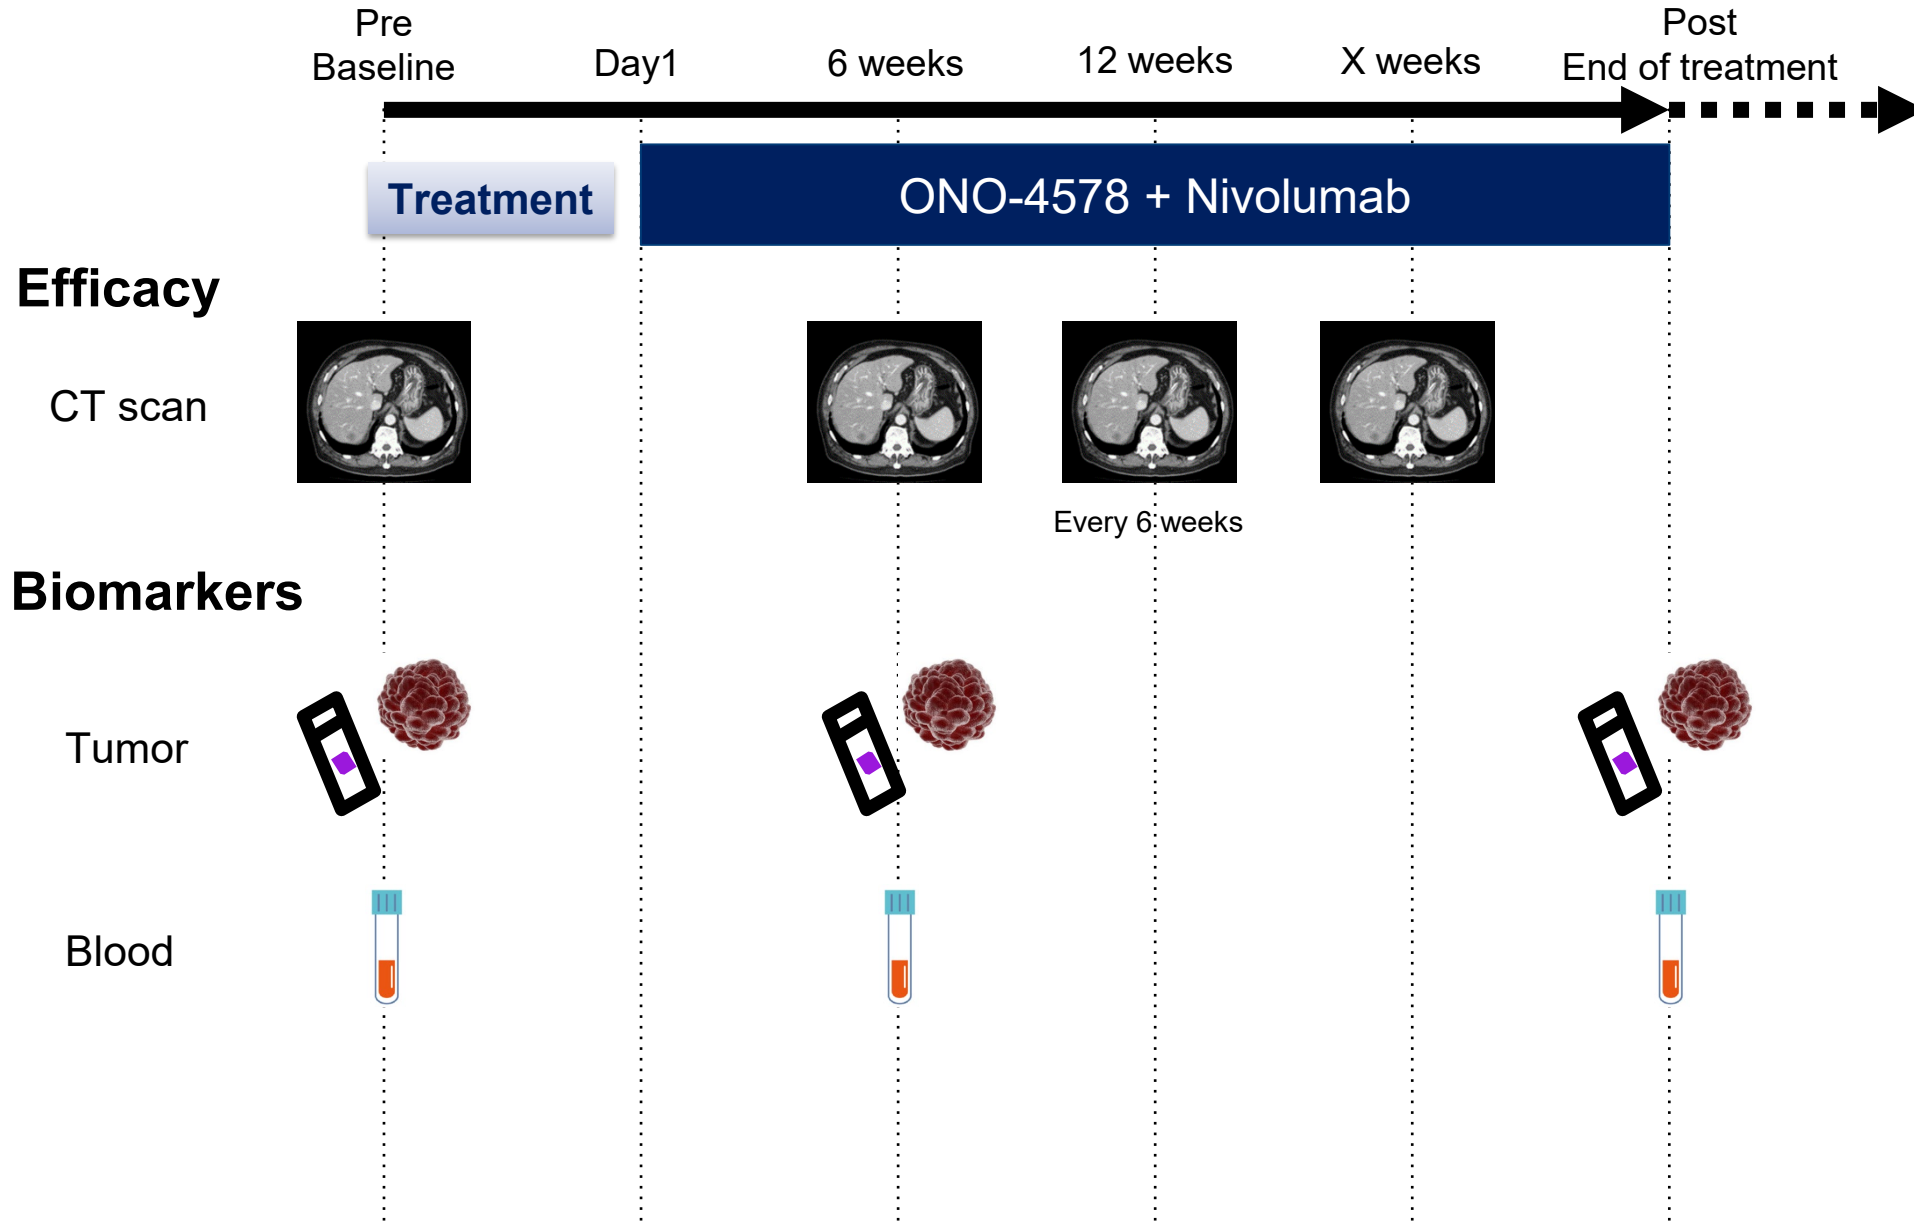 Pre
Baseline
Day1
6 weeks
12 weeks
X weeks
Post
End of treatment
Treatment
ONO-4578 + Nivolumab
Efficacy
CT scan
Every 6 weeks
Biomarkers
Tumor
Blood